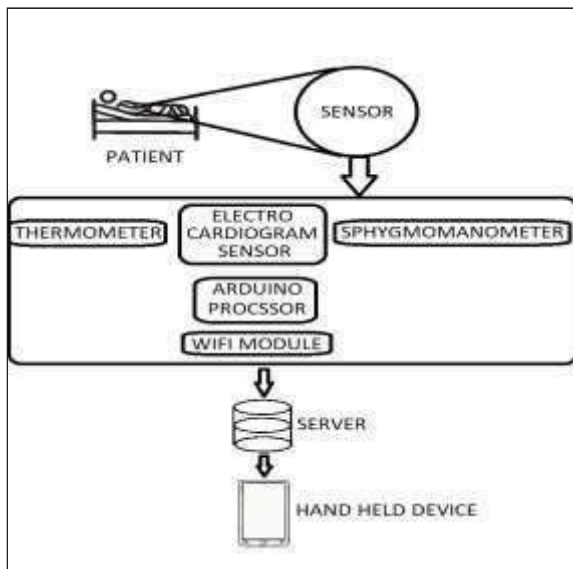 SENSOR
PATIENT
THERMOMETER
ELECTRO
CARDIOGRAM
SENSOR
SPHYGMOMANOMETER
ARDUINO
PROCSSOR
WIFI MODULE
SERVER
HAND HELD DEVICE